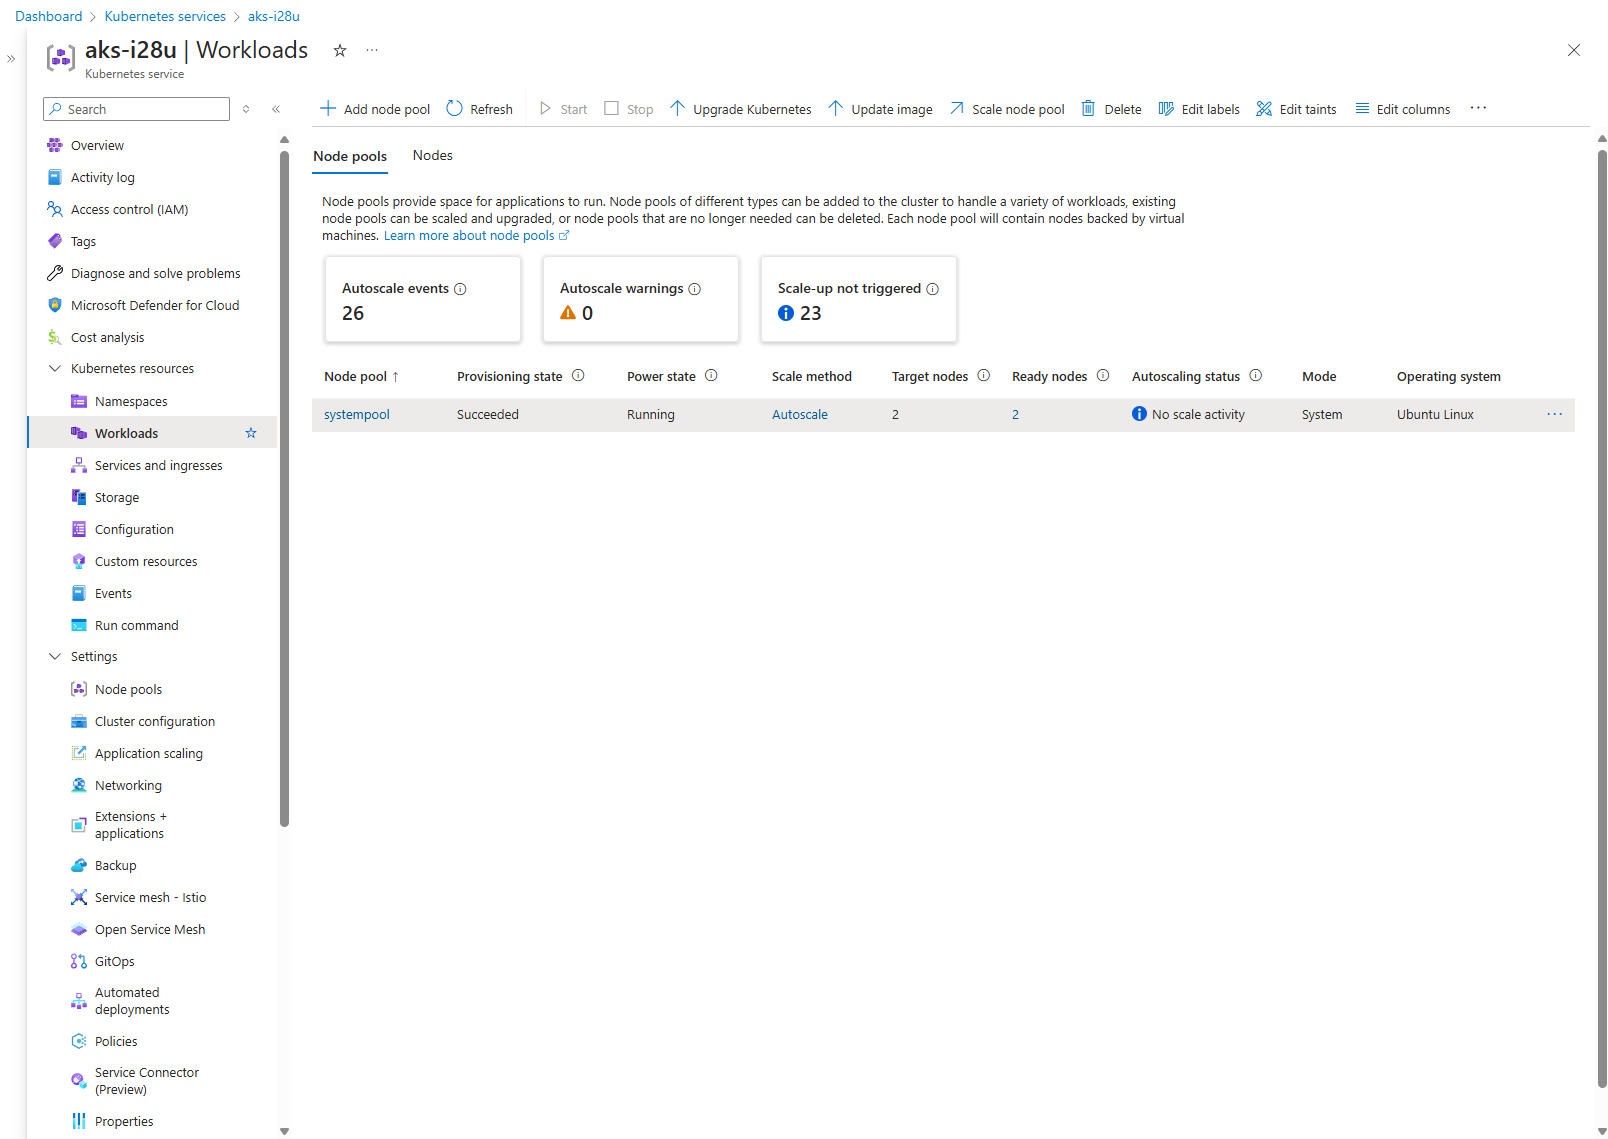 Dashboard > Kubernetes services > aks-i28u
aks-i28u | Workloads
Kubernetes service
Search
Overview
Activity log
Access control (IAM)
Tags
Diagnose and solve problems
Microsoft Defender for Cloud
Cost analysis
Kubernetes resources
Namespaces
Workloads
Services and ingresses
Storage
Configuration
Custom resources
Events
Run command
Settings
Node pools
Cluster configuration
Application scaling
Networking
Extensions +
applications
Backup
Service mesh - Istio
Open Service Mesh
GitOps
Automated
deployments
Policies
Service Connector
(Preview)
Properties
Add node pool Refresh Start Stop Upgrade Kubernetes Update image Scale node pool Delete Edit labels Edit taints Edit columns ...
Node pools Nodes
Node pools provide space for applications to run. Node pools of different types can be added to the cluster to handle a variety of workloads, existing
node pools can be scaled and upgraded, or node pools that are no longer needed can be deleted. Each node pool will contain nodes backed by virtual
machines. Learn more about node pools
Autoscale events
26
Autoscale warnings
0
Scale-up not triggered
23
Node pool ↑ Provisioning state Power state Scale method Target nodes Ready nodes Autoscaling status Mode Operating system
systempool Succeeded Running Autoscale 2 2 No scale activity System Ubuntu Linux ...